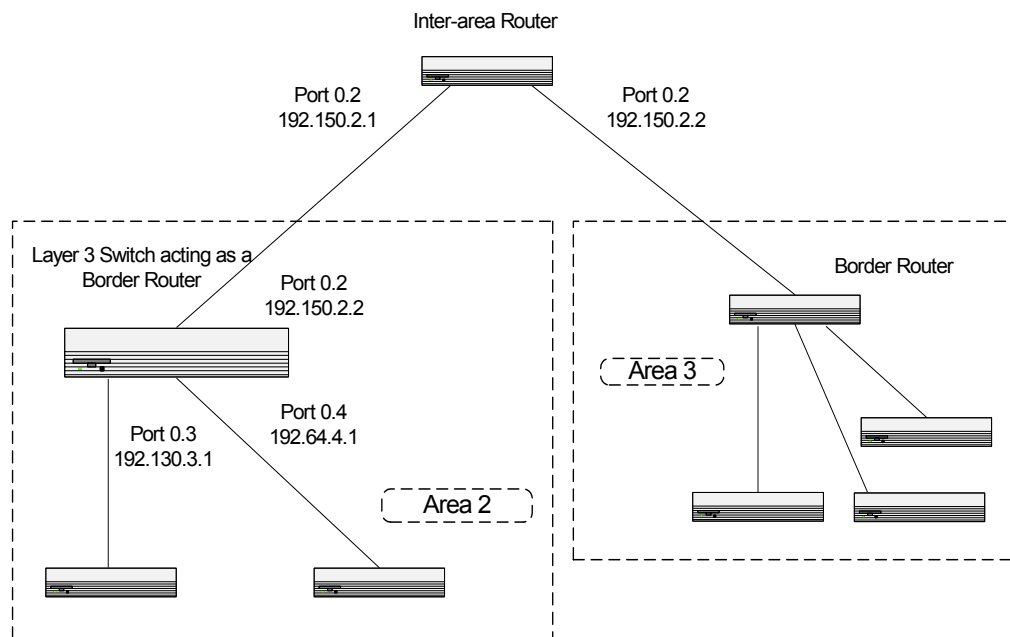 Inter-area Router
Port 0.2
192.150.2.1
Port 0.2
192.150.2.2
Layer 3 Switch acting as a
Border Router
Port 0.2
192.150.2.2
Border Router
Area 3
Port 0.3
192.130.3.1
Port 0.4
192.64.4.1
Area 2